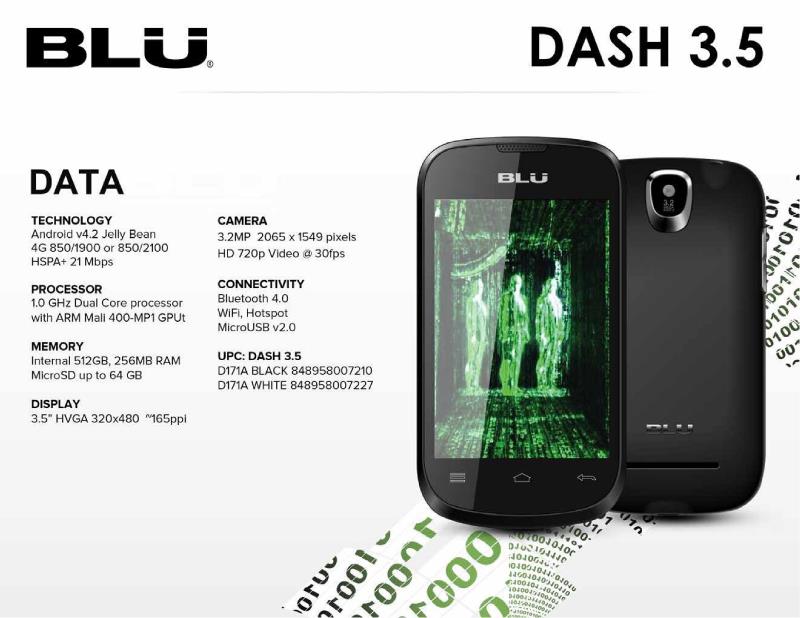 BLU®
DASH 3.5
DATA
TECHNOLOGY
Android v4.2 Jelly Bean
4G 850/1900 or 850/2100
HSPA+ 21 Mbps
PROCESSOR
1.0 GHz Dual Core processor
with ARM Mali 400-MP1 GPUt
MEMORY
Internal 512GB, 256MB RAM
MicroSD up to 64 GB
DISPLAY
3.5" HVGA 320x480 ~165ppi
CAMERA
3.2MP 2065 x 1549 pixels
HD 720p Video @ 30fps
CONNECTIVITY
Bluetooth 4.0
WiFi, Hotspot
MicroUSB v2.0
UPC: DASH 3.5
D171A BLACK 848958007210
D171A WHITE 848958007227
BLU
3.2
BLU